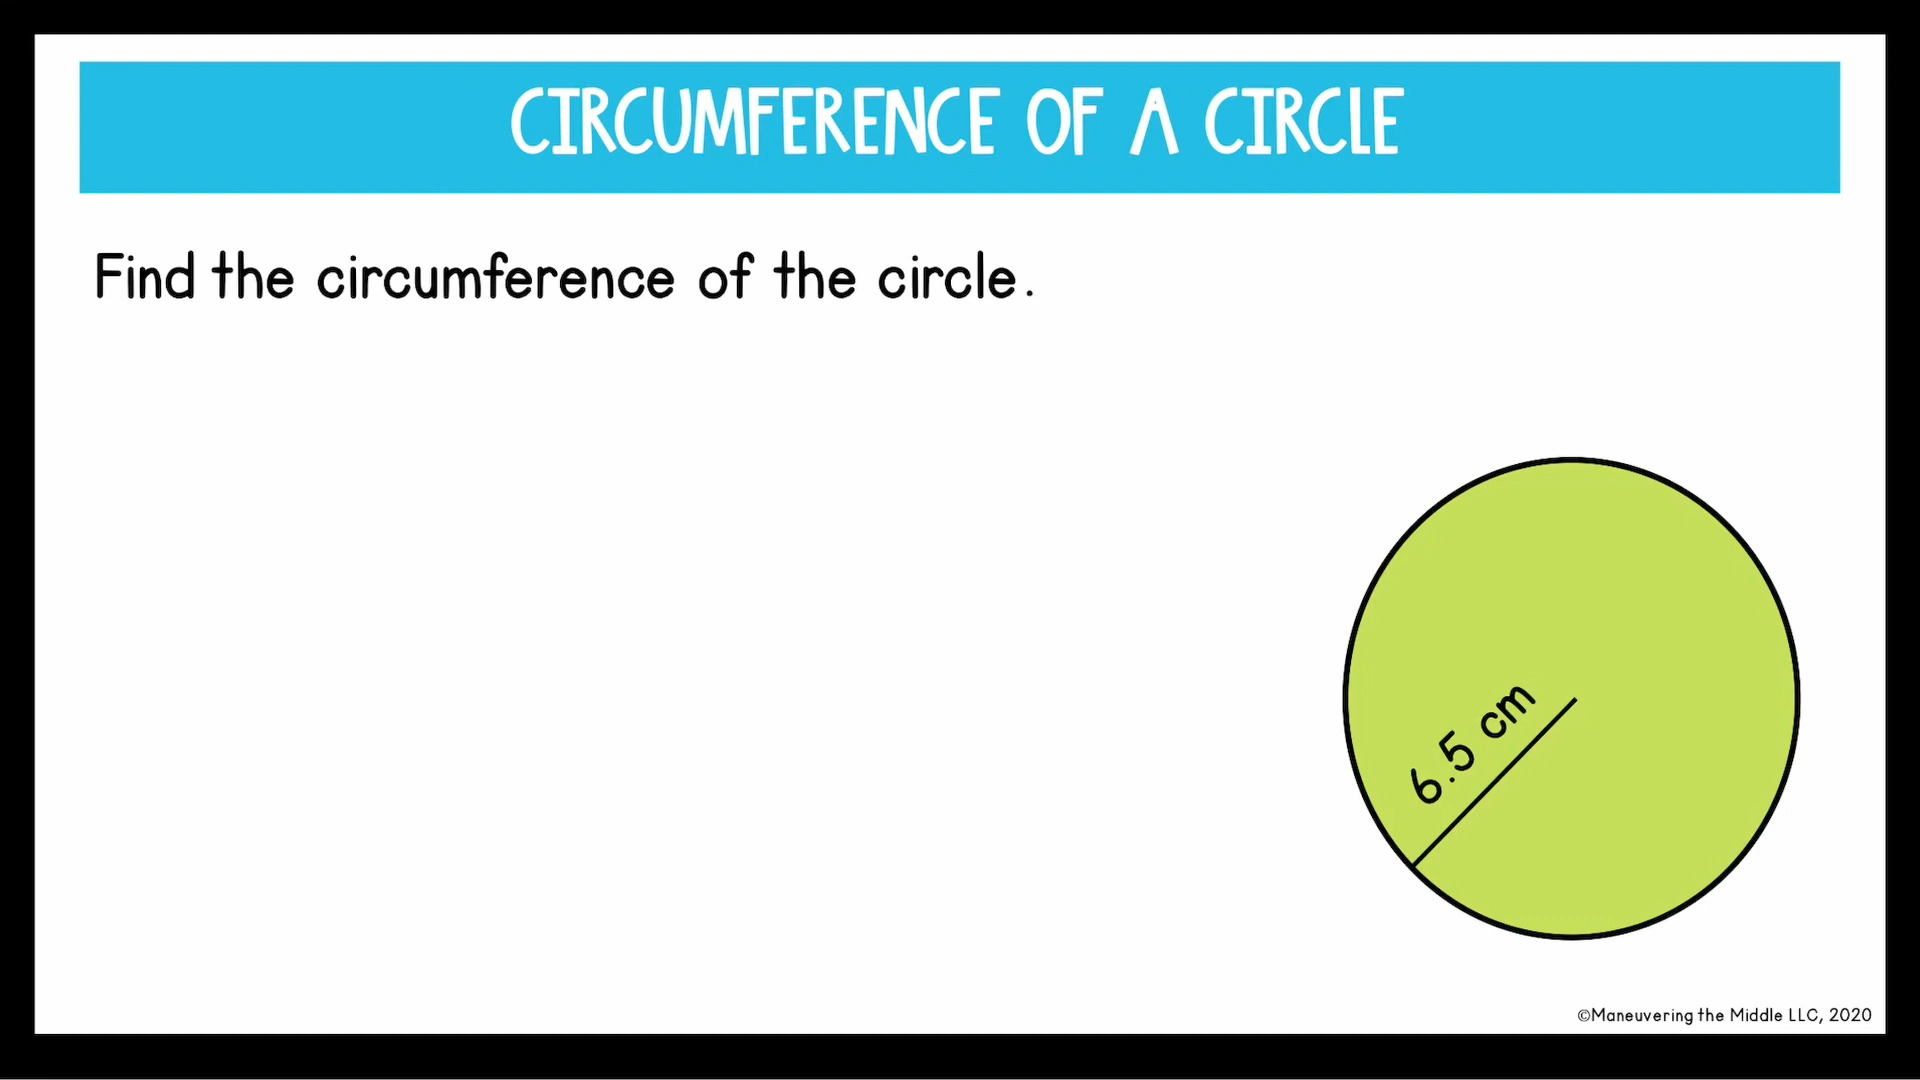 CIRCUMFERENCE OF A CIRCLE
Find the circumference of the circle.
6.5 cm
©Maneuvering the Middle LLC, 2020